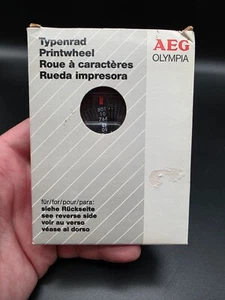 Typenrad
Printwheel
Roue à caractères
Rueda impresora
AEG
OLYMPIA
für/for/pour/para:
siehe Rückseite
see reverse side
voir au verso
véase al dorso